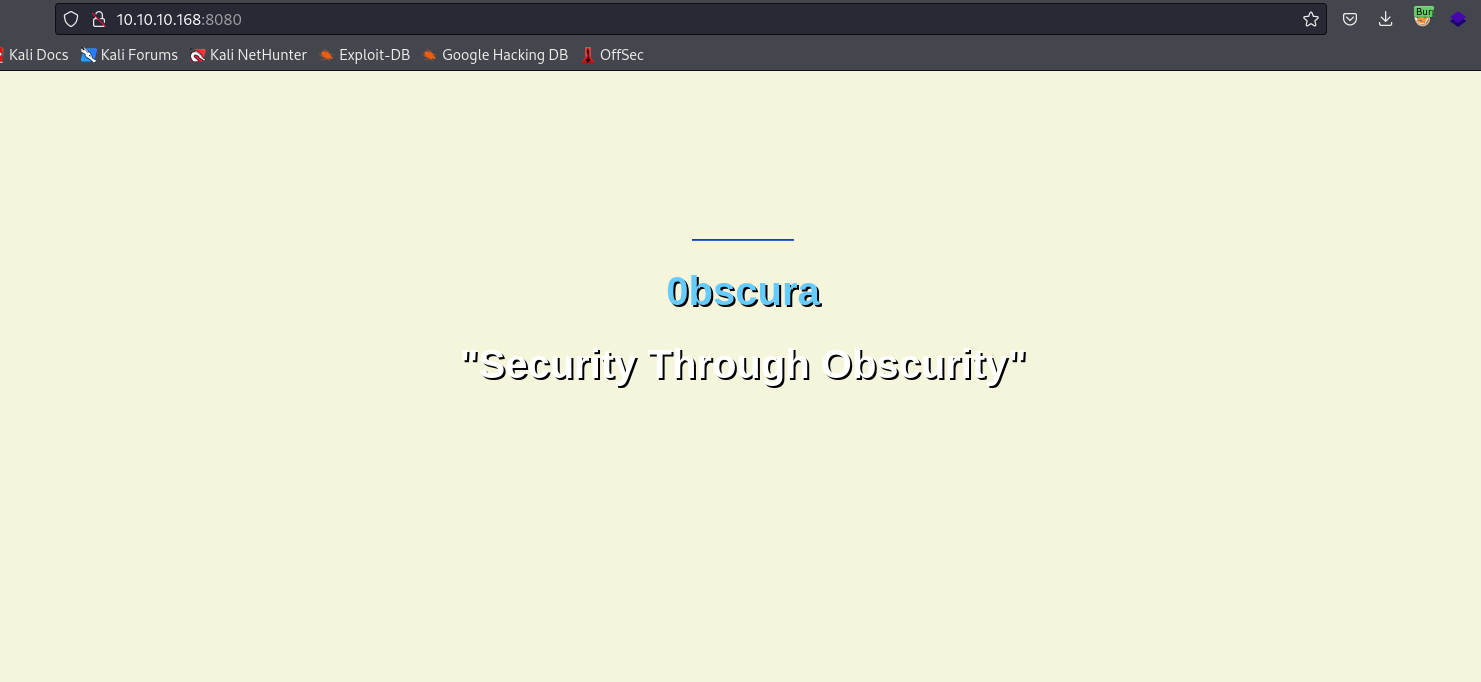 10.10.10.168:8080
Kali Docs Kali Forums Kali NetHunter Exploit-DB Google Hacking DB OffSec
0bscura
"Security Through Obscurity"